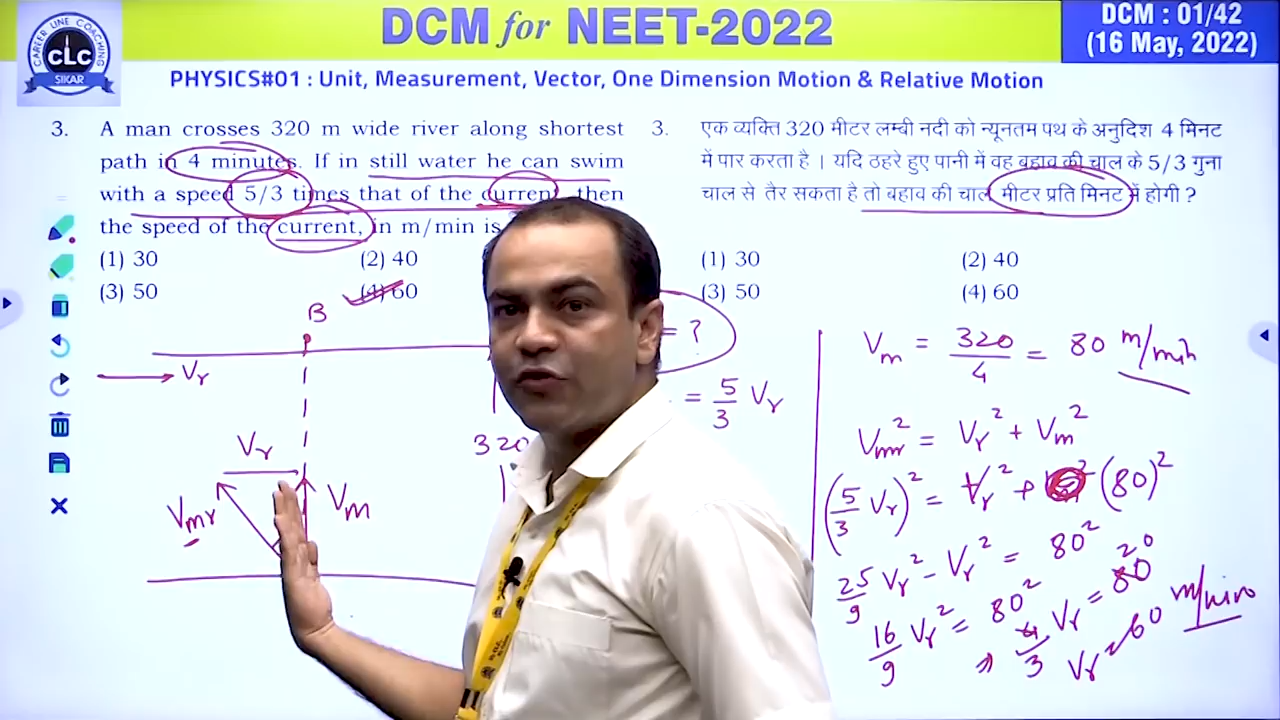 DCM for NEET-2022
DCM : 01/42
(16 May, 2022)
CAREER LINE COACHING
CLC
SIKAR
PHYSICS#01 : Unit, Measurement, Vector, One Dimension Motion & Relative Motion
3. A man crosses 320 m wide river along shortest
path in 4 minutes. If in still water he can swim
with a speed 5/3 times that of the current, then
the speed of the current, in m/min is
(1) 30 (2) 40
(3) 50 (4) 60
3. एक व्यक्ति 320 मीटर लम्बी नदी को न्यूनतम पथ के अनुदिश 4 मिनट
में पार करता है । यदि ठहरे हुए पानी में वह बहाव की चाल के 5/3 गुना
चाल से तैर सकता है तो बहाव की चाल मीटर प्रति मिनट में होगी ?
(1) 30 (2) 40
(3) 50 (4) 60
B
Vr
Vr
Vmr
Vm
320
= ?
= 5/3 Vr
Vm = 320/4 = 80 m/min
Vmr² = Vr² + Vm²
(5/3 Vr)² = Vr² + (80)²
25/9 Vr² - Vr² = 80²
16/9 Vr² = 80² ⇒ 4/3 Vr = 80 20
Vr = 60 m/min